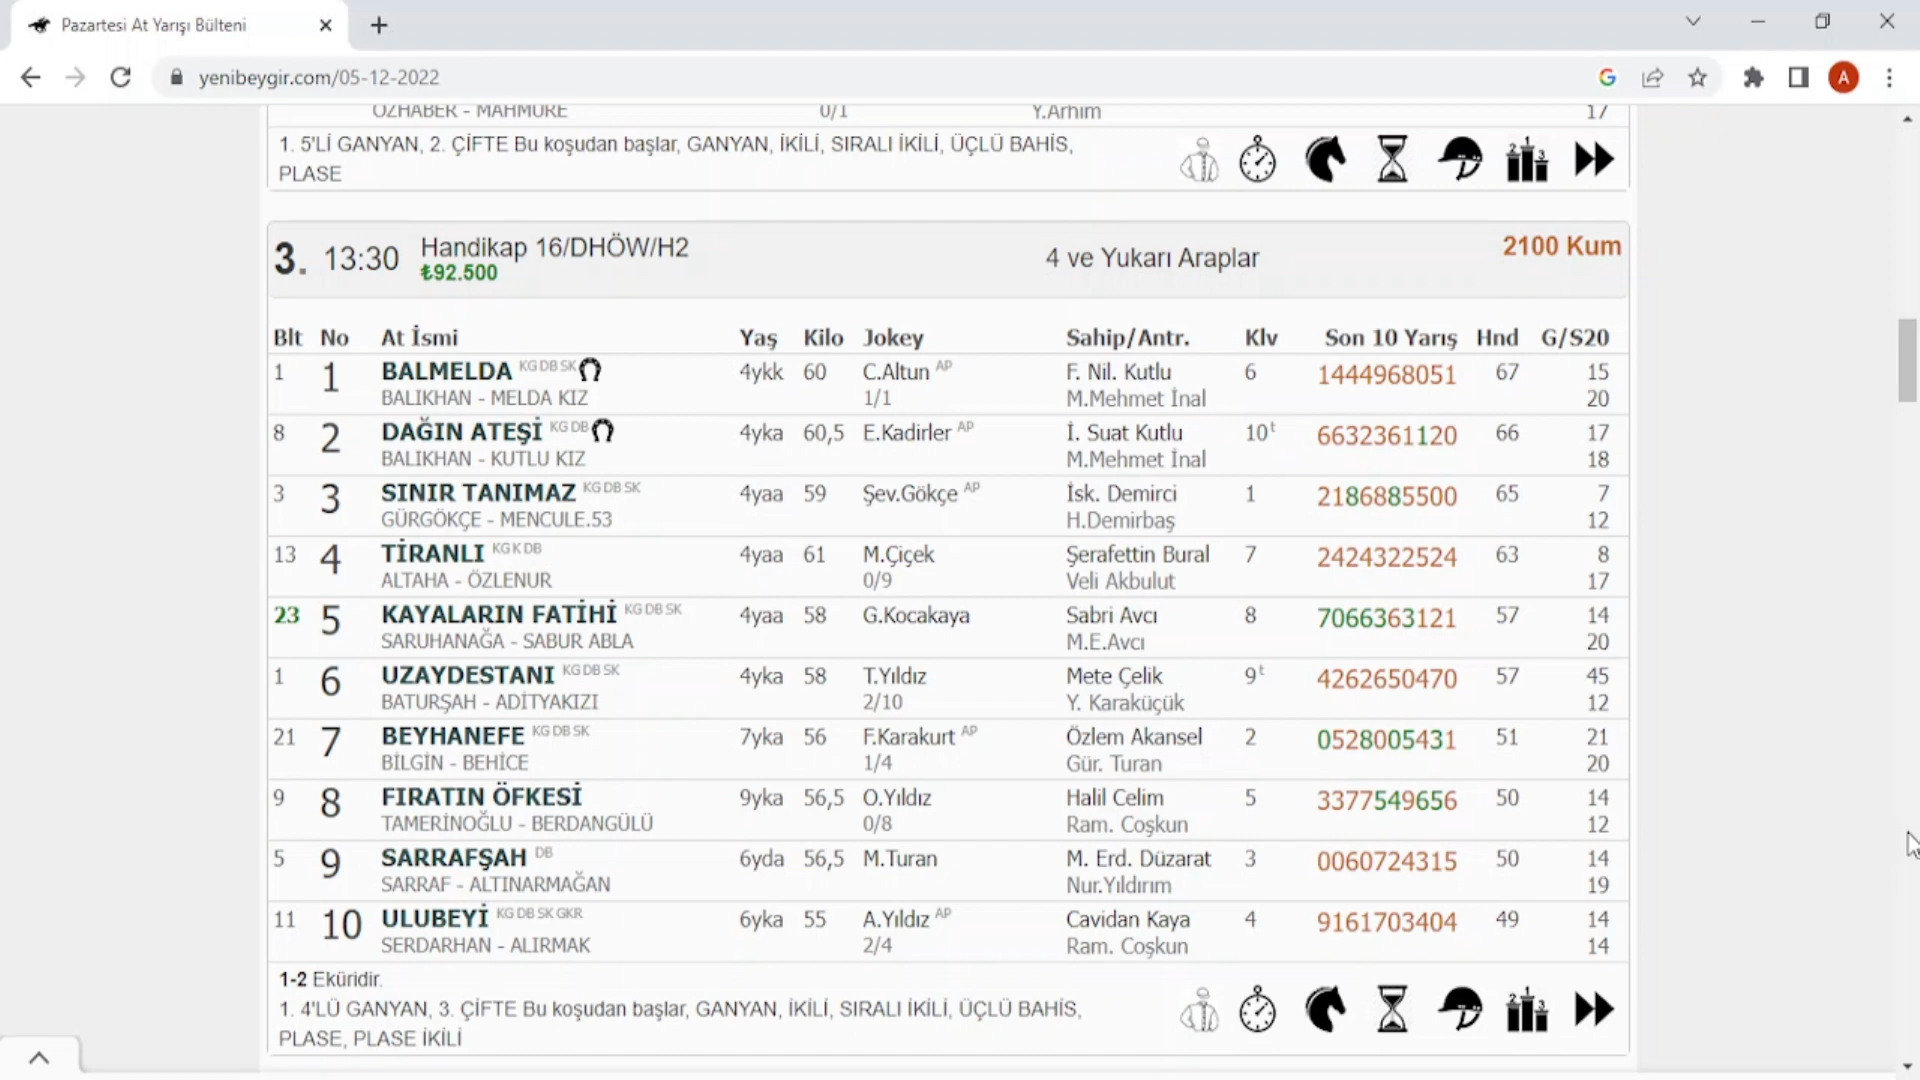 Pazartesi At Yarışı Bülteni
yenibeygir.com/05-12-2022
A
ÖZHABER - MAHMURE 0/1 Y.Arhim 17
1. 5'Lİ GANYAN, 2. ÇİFTE Bu koşudan başlar, GANYAN, İKİLİ, SIRALI İKİLİ, ÜÇLÜ BAHİS,
PLASE
3. 13:30 Handikap 16/DHÖW/H2 4 ve Yukarı Araplar 2100 Kum
₺92.500
Blt No At İsmi Yaş Kilo Jokey Sahip/Antr. Klv Son 10 Yarış Hnd G/S20
1 1 BALMELDA KG DB SK 4ykk 60 C.Altun AP F. Nil. Kutlu 6 1444968051 67 15
BALIKHAN - MELDA KIZ 1/1 M.Mehmet İnal 20
8 2 DAĞIN ATEŞİ KG DB 4yka 60,5 E.Kadirler AP İ. Suat Kutlu 10t 6632361120 66 17
BALIKHAN - KUTLU KIZ M.Mehmet İnal 18
3 3 SINIR TANIMAZ KG DB SK 4yaa 59 Şev.Gökçe AP İsk. Demirci 1 2186885500 65 7
GÜRGÖKÇE - MENCULE.53 H.Demirbaş 12
13 4 TİRANLI KG K DB 4yaa 61 M.Çiçek Şerafettin Bural 7 2424322524 63 8
ALTAHA - ÖZLENUR 0/9 Veli Akbulut 17
23 5 KAYALARIN FATİHİ KG DB SK 4yaa 58 G.Kocakaya Sabri Avcı 8 7066363121 57 14
SARUHANAĞA - SABUR ABLA M.E.Avcı 20
1 6 UZAYDESTANI KG DB SK 4yka 58 T.Yıldız Mete Çelik 9t 4262650470 57 45
BATURŞAH - ADİTYAKIZI 2/10 Y. Karaküçük 12
21 7 BEYHANEFE KG DB SK 7yka 56 F.Karakurt AP Özlem Akansel 2 0528005431 51 21
BİLGİN - BEHİCE 1/4 Gür. Turan 20
9 8 FIRATIN ÖFKESİ 9yka 56,5 O.Yıldız Halil Celim 5 3377549656 50 14
TAMERİNOĞLU - BERDANGÜLÜ 0/8 Ram. Coşkun 12
5 9 SARRAFŞAH DB 6yda 56,5 M.Turan M. Erd. Düzarat 3 0060724315 50 14
SARRAF - ALTINARMAĞAN Nur.Yıldırım 19
11 10 ULUBEYİ KG DB SK GKR 6yka 55 A.Yıldız AP Cavidan Kaya 4 9161703404 49 14
SERDARHAN - ALIRMAK 2/4 Ram. Coşkun 14
1-2 Eküridir.
1. 4'LÜ GANYAN, 3. ÇİFTE Bu koşudan başlar, GANYAN, İKİLİ, SIRALI İKİLİ, ÜÇLÜ BAHİS,
PLASE, PLASE İKİLİ